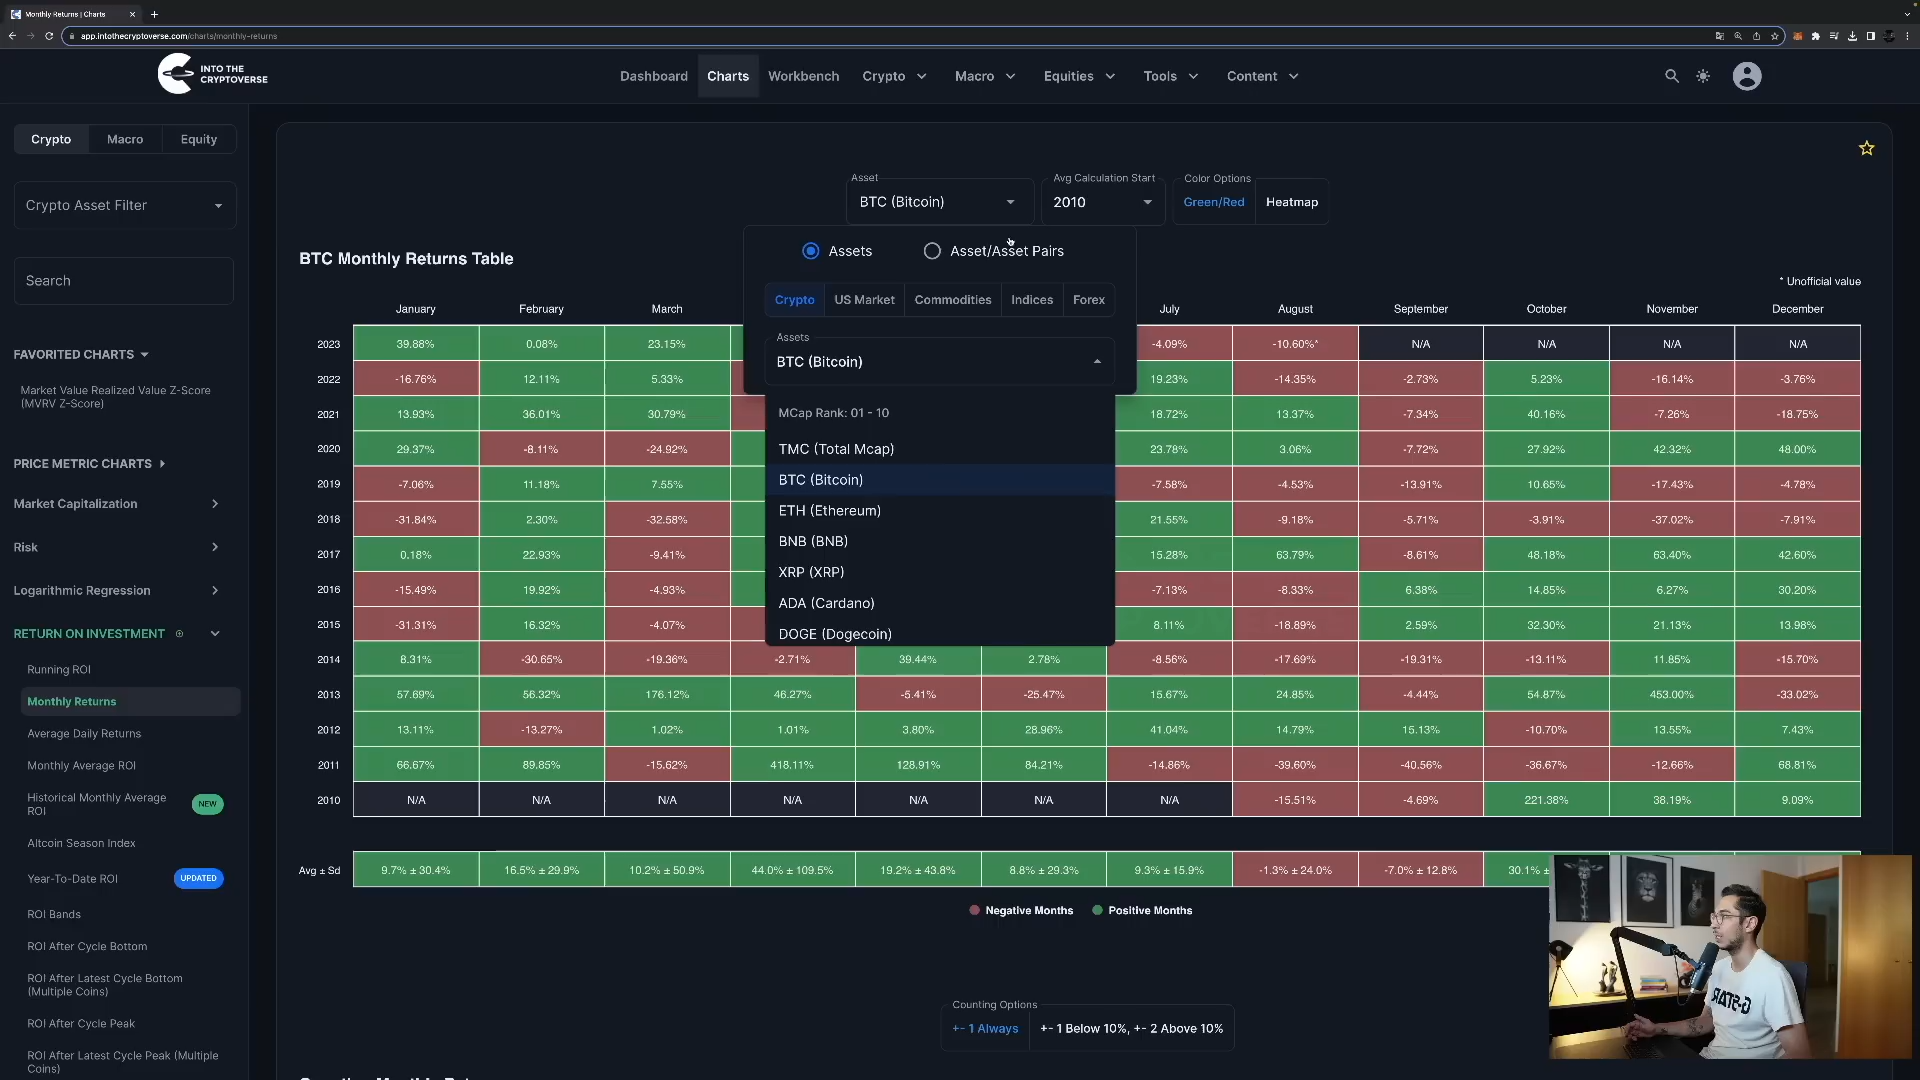 Monthly Returns | Charts
app.intothecryptoverse.com/charts/monthly-returns
INTO THE
CRYPTOVERSE
Dashboard Charts Workbench Crypto Macro Equities Tools Content
Crypto Macro Equity
Crypto Asset Filter
Search
FAVORITED CHARTS
Market Value Realized Value Z-Score
(MVRV Z-Score)
PRICE METRIC CHARTS
Market Capitalization
Risk
Logarithmic Regression
RETURN ON INVESTMENT
Running ROI
Monthly Returns
Average Daily Returns
Monthly Average ROI
Historical Monthly Average
ROI
NEW
Altcoin Season Index
Year-To-Date ROI UPDATED
ROI Bands
ROI After Cycle Bottom
ROI After Latest Cycle Bottom
(Multiple Coins)
ROI After Cycle Peak
ROI After Latest Cycle Peak (Multiple
Coins)
Asset
BTC (Bitcoin)
Avg Calculation Start
2010
Color Options
Green/Red Heatmap
Assets Asset/Asset Pairs
Crypto US Market Commodities Indices Forex
Assets
BTC (Bitcoin)
MCap Rank: 01 - 10
TMC (Total Mcap)
BTC (Bitcoin)
ETH (Ethereum)
BNB (BNB)
XRP (XRP)
ADA (Cardano)
DOGE (Dogecoin)
BTC Monthly Returns Table
* Unofficial value
January February March July August September October November December
2023 39.88% 0.08% 23.15% -4.09% -10.60%* N/A N/A N/A N/A
2022 -16.76% 12.11% 5.33% 19.23% -14.35% -2.73% 5.23% -16.14% -3.76%
2021 13.93% 36.01% 30.79% 18.72% 13.37% -7.34% 40.16% -7.26% -18.75%
2020 29.37% -8.11% -24.92% 23.78% 3.06% -7.72% 27.92% 42.32% 48.00%
2019 -7.06% 11.18% 7.55% -7.58% -4.53% -13.91% 10.65% -17.43% -4.78%
2018 -31.84% 2.30% -32.58% 21.55% -9.18% -5.71% -3.91% -37.02% -7.91%
2017 0.18% 22.93% -9.41% 15.28% 63.79% -8.61% 48.18% 63.40% 42.60%
2016 -15.49% 19.92% -4.93% -7.13% -8.33% 6.38% 14.85% 6.27% 30.20%
2015 -31.31% 16.32% -4.07% 8.11% -18.89% 2.59% 32.30% 21.13% 13.98%
2014 8.31% -30.65% -19.36% -2.71% 39.44% 2.78% -8.56% -17.69% -19.31% -13.11% 11.85% -15.70%
2013 57.69% 56.32% 176.12% 46.27% -5.41% -25.47% 15.67% 24.85% -4.44% 54.87% 453.00% -33.02%
2012 13.11% -13.27% 1.02% 1.01% 3.80% 28.96% 41.04% 14.79% 15.13% -10.70% 13.55% 7.43%
2011 66.67% 89.85% -15.62% 418.11% 128.91% 84.21% -14.86% -39.60% -40.56% -36.67% -12.66% 68.81%
2010 N/A N/A N/A N/A N/A N/A N/A -15.51% -4.69% 221.38% 38.19% 9.09%
Avg ± Sd 9.7% ± 30.4% 16.5% ± 29.9% 10.2% ± 50.9% 44.0% ± 109.5% 19.2% ± 43.8% 8.8% ± 29.3% 9.3% ± 15.9% -1.3% ± 24.0% -7.0% ± 12.8% 30.1% ±
Negative Months Positive Months
Counting Options
+- 1 Always +- 1 Below 10%, +- 2 Above 10%